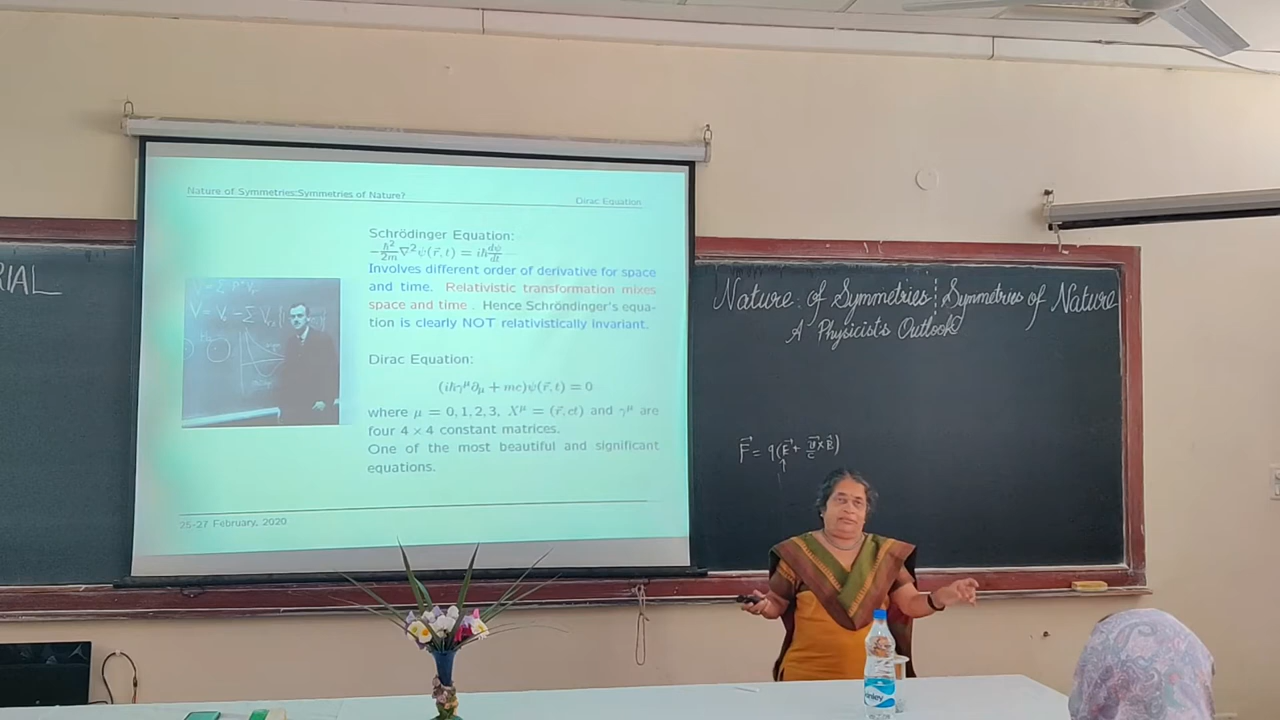 Nature of Symmetries:Symmetries of Nature?
Dirac Equation
Schrödinger Equation:
−ℏ²/2m ∇²ψ(r⃗, t) = iℏ dψ/dt
Involves different order of derivative for space
and time. Relativistic transformation mixes
space and time . Hence Schröndinger's equa-
tion is clearly NOT relativistically invariant.
Dirac Equation:
(iℏγ^μ∂_μ + mc)ψ(r⃗, t) = 0
where μ = 0, 1, 2, 3, X^μ = (r⃗, ct) and γ^μ are
four 4 × 4 constant matrices.
One of the most beautiful and significant
equations.
25-27 February, 2020
RIAL
Nature of Symmetries: Symmetries of Nature
A Physicist's Outlook
F⃗ = q(E⃗ + v⃗/c × B⃗)